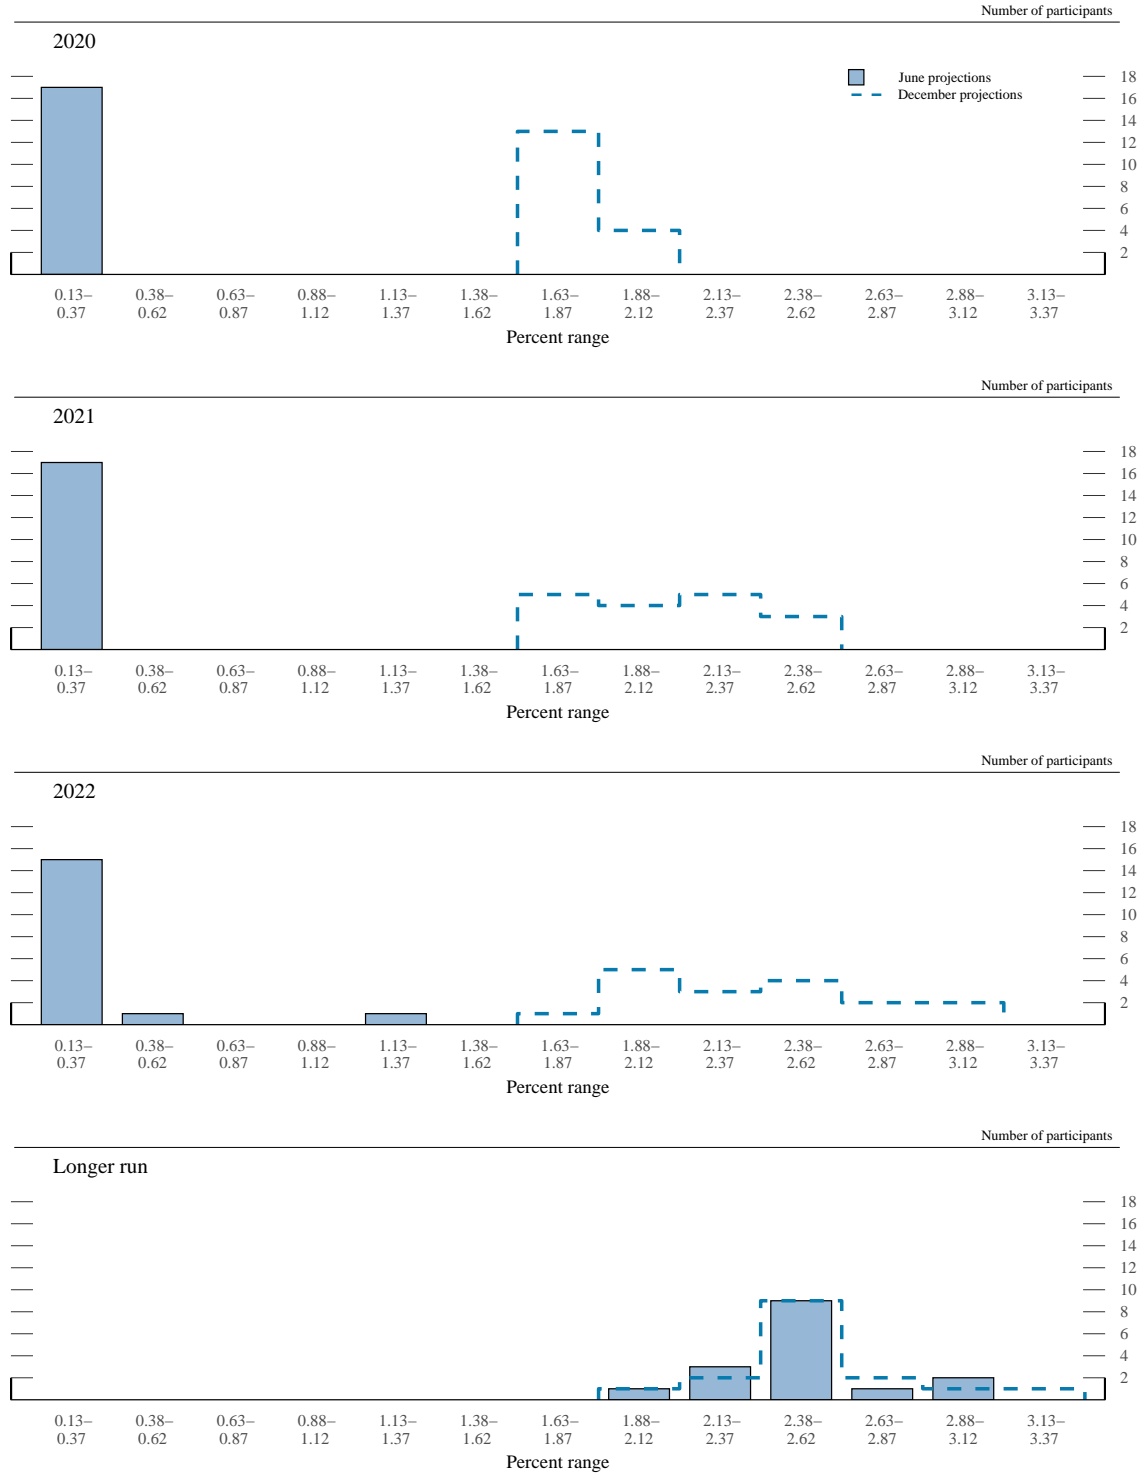 Number of participants
2020
June projections
December projections
18
16
14
12
10
8
6
4
2
0.13– 0.38– 0.63– 0.88– 1.13– 1.38– 1.63– 1.88– 2.13– 2.38– 2.63– 2.88– 3.13–
0.37 0.62 0.87 1.12 1.37 1.62 1.87 2.12 2.37 2.62 2.87 3.12 3.37
Percent range
Number of participants
2021
18
16
14
12
10
8
6
4
2
0.13– 0.38– 0.63– 0.88– 1.13– 1.38– 1.63– 1.88– 2.13– 2.38– 2.63– 2.88– 3.13–
0.37 0.62 0.87 1.12 1.37 1.62 1.87 2.12 2.37 2.62 2.87 3.12 3.37
Percent range
Number of participants
2022
18
16
14
12
10
8
6
4
2
0.13– 0.38– 0.63– 0.88– 1.13– 1.38– 1.63– 1.88– 2.13– 2.38– 2.63– 2.88– 3.13–
0.37 0.62 0.87 1.12 1.37 1.62 1.87 2.12 2.37 2.62 2.87 3.12 3.37
Percent range
Number of participants
Longer run
18
16
14
12
10
8
6
4
2
0.13– 0.38– 0.63– 0.88– 1.13– 1.38– 1.63– 1.88– 2.13– 2.38– 2.63– 2.88– 3.13–
0.37 0.62 0.87 1.12 1.37 1.62 1.87 2.12 2.37 2.62 2.87 3.12 3.37
Percent range